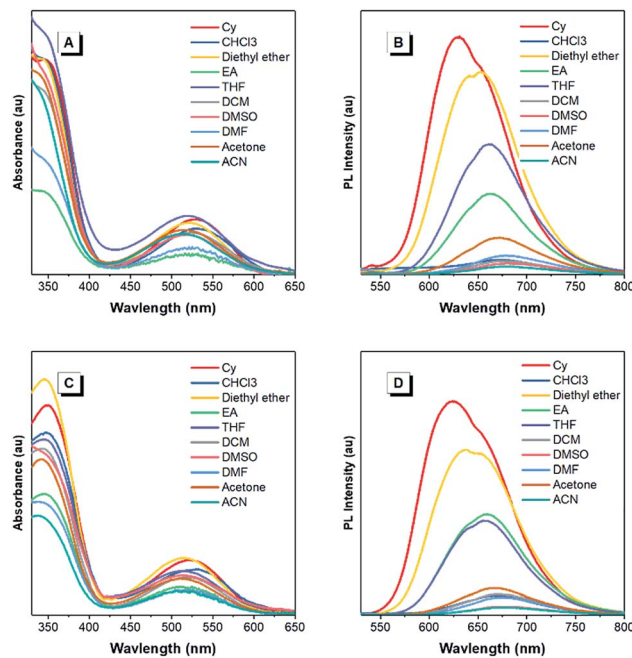 A
Cy
CHCl3
Diethyl ether
EA
THF
DCM
DMSO
DMF
Acetone
ACN
Absorbance (au)
350 400 450 500 550 600 650
Wavelength (nm)
B
Cy
CHCl3
Diethyl ether
EA
THF
DCM
DMSO
DMF
Acetone
ACN
PL Intensity (au)
550 600 650 700 750 800
Wavelength (nm)
C
Cy
CHCl3
Diethyl ether
EA
THF
DCM
DMSO
DMF
Acetone
ACN
Absorbance (au)
350 400 450 500 550 600 650
Wavelength (nm)
D
Cy
CHCl3
Diethyl ether
EA
THF
DCM
DMSO
DMF
Acetone
ACN
PL Intensity (au)
550 600 650 700 750 800
Wavelength (nm)